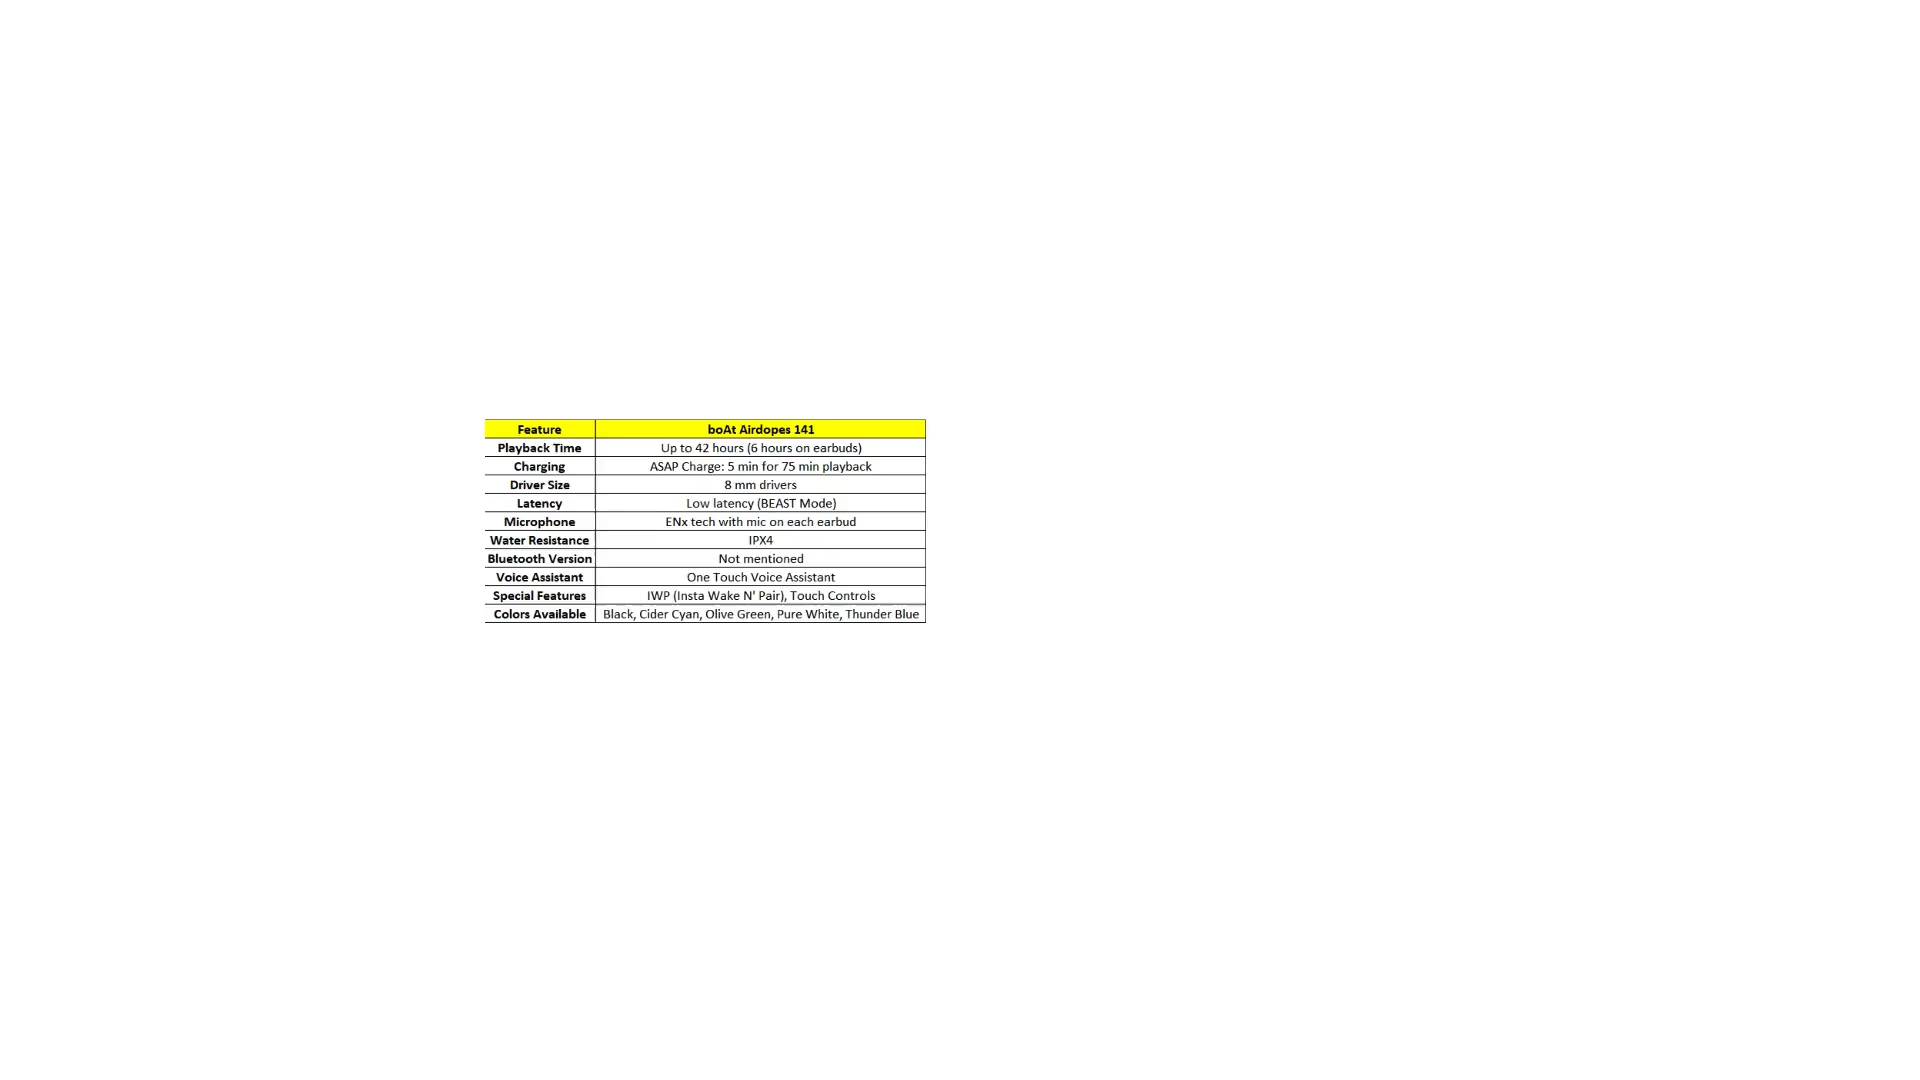 Feature boAt Airdopes 141
Playback Time Up to 42 hours (6 hours on earbuds)
Charging ASAP Charge: 5 min for 75 min playback
Driver Size 8 mm drivers
Latency Low latency (BEAST Mode)
Microphone ENx tech with mic on each earbud
Water Resistance IPX4
Bluetooth Version Not mentioned
Voice Assistant One Touch Voice Assistant
Special Features IWP (Insta Wake N' Pair), Touch Controls
Colors Available Black, Cider Cyan, Olive Green, Pure White, Thunder Blue